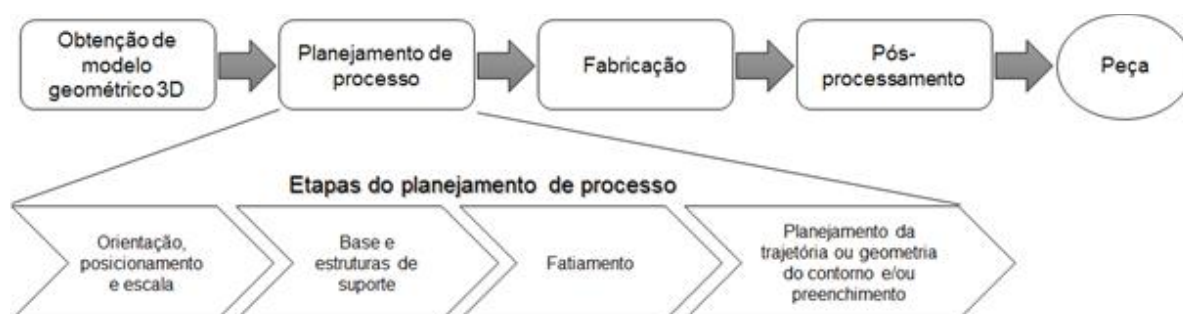 Obtenção de
modelo
geométrico 3D
Planejamento de
processo
Fabricação
Pós-
processamento
Peça
Etapas do planejamento de processo
Orientação,
posicionamento
e escala
Base e
estruturas de
suporte
Fatiamento
Planejamento da
trajetória ou geometria
do contorno e/ou
preenchimento